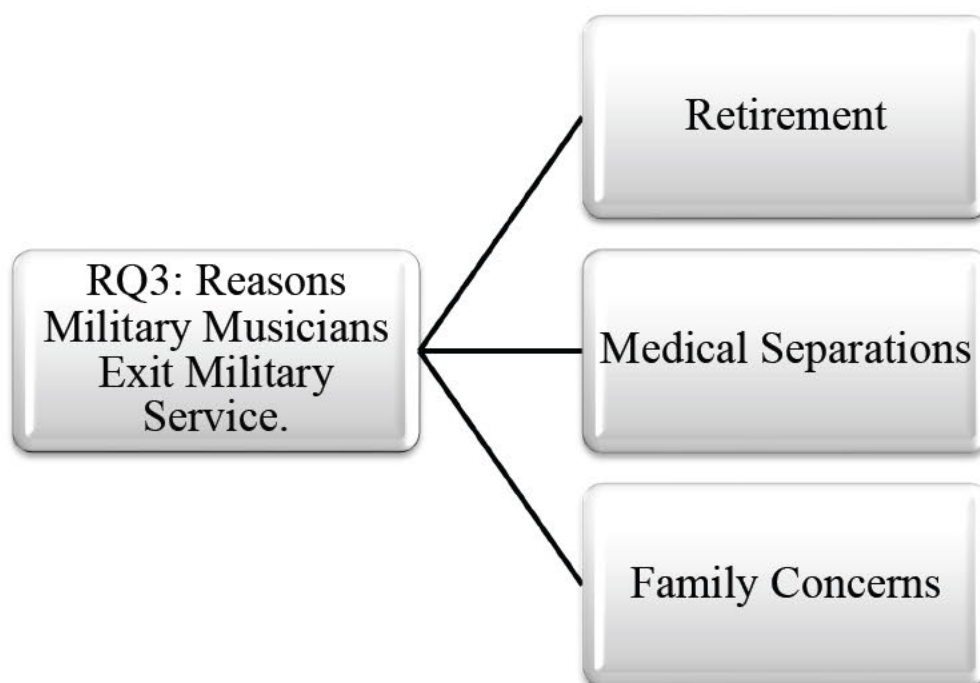 RQ3: Reasons
Military Musicians
Exit Military
Service.
Retirement
Medical Separations
Family Concerns